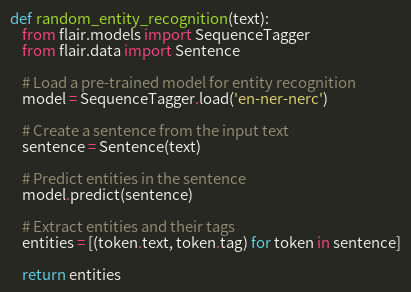 def random_entity_recognition(text):
from flair.models import SequenceTagger
from flair.data import Sentence
# Load a pre-trained model for entity recognition
model = SequenceTagger.load('en-ner-nerc')
# Create a sentence from the input text
sentence = Sentence(text)
# Predict entities in the sentence
model.predict(sentence)
# Extract entities and their tags
entities = [(token.text, token.tag) for token in sentence]
return entities